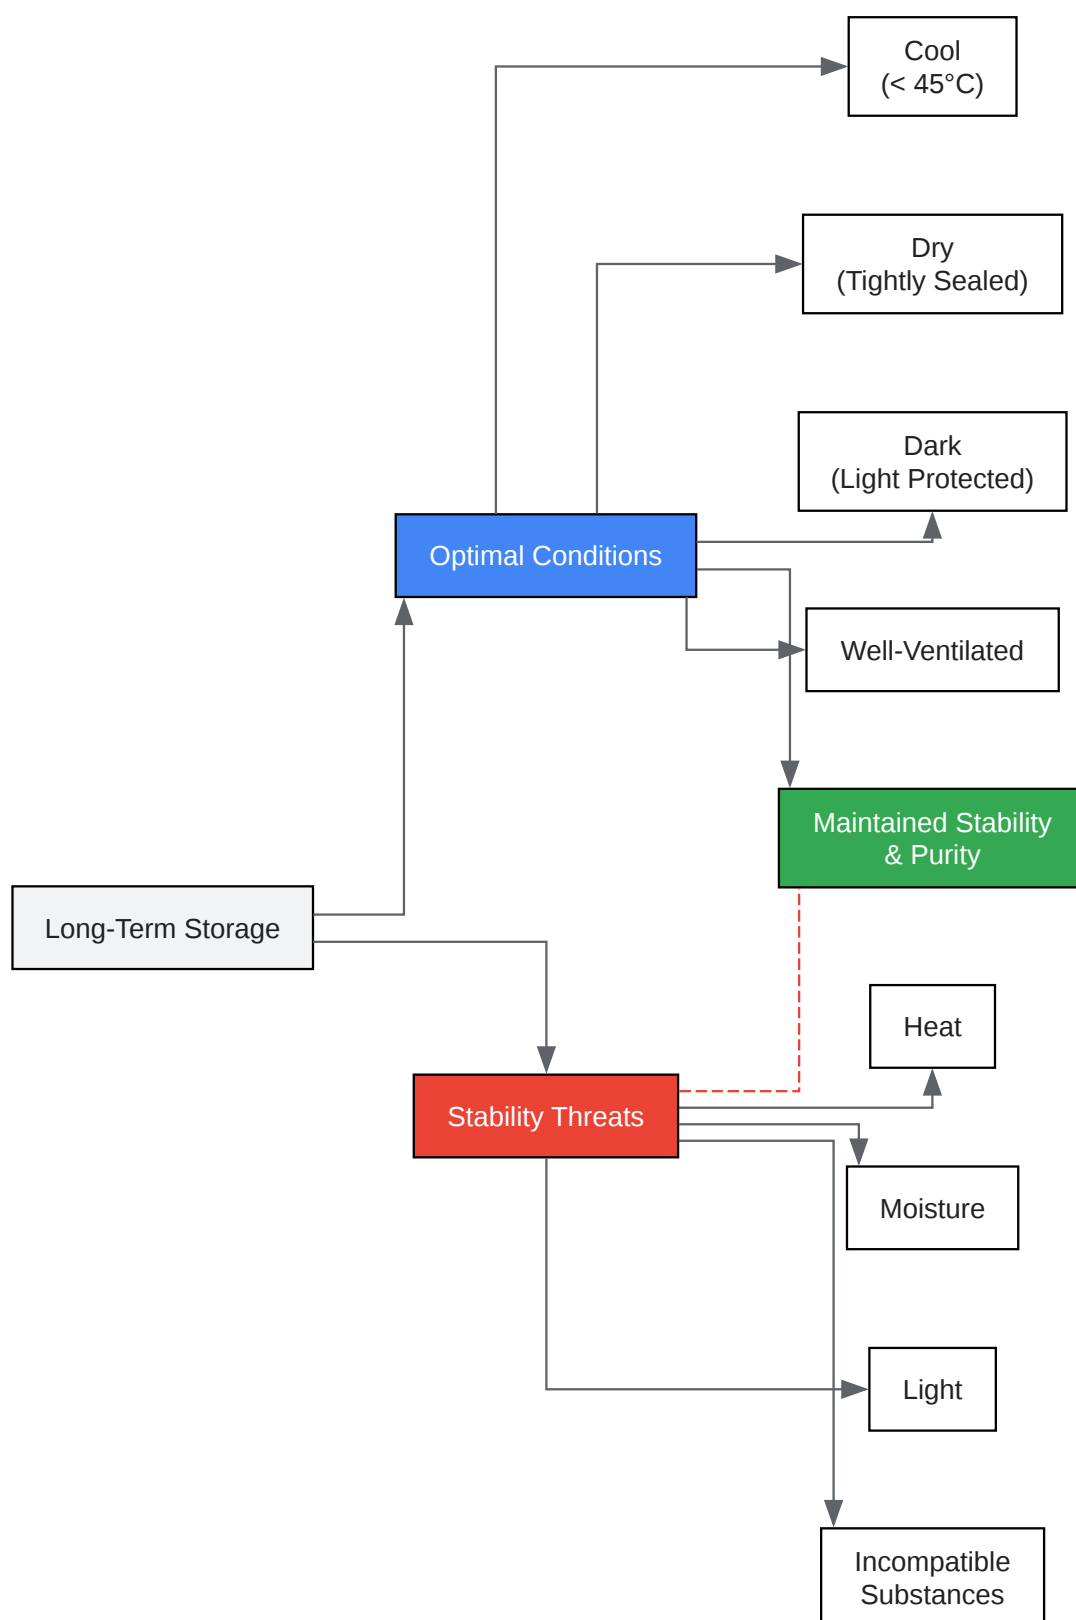 Cool
(< 45°C)
Dry
(Tightly Sealed)
Dark
(Light Protected)
Optimal Conditions
Well-Ventilated
Maintained Stability
& Purity
Long-Term Storage
Heat
Stability Threats
Moisture
Light
Incompatible
Substances